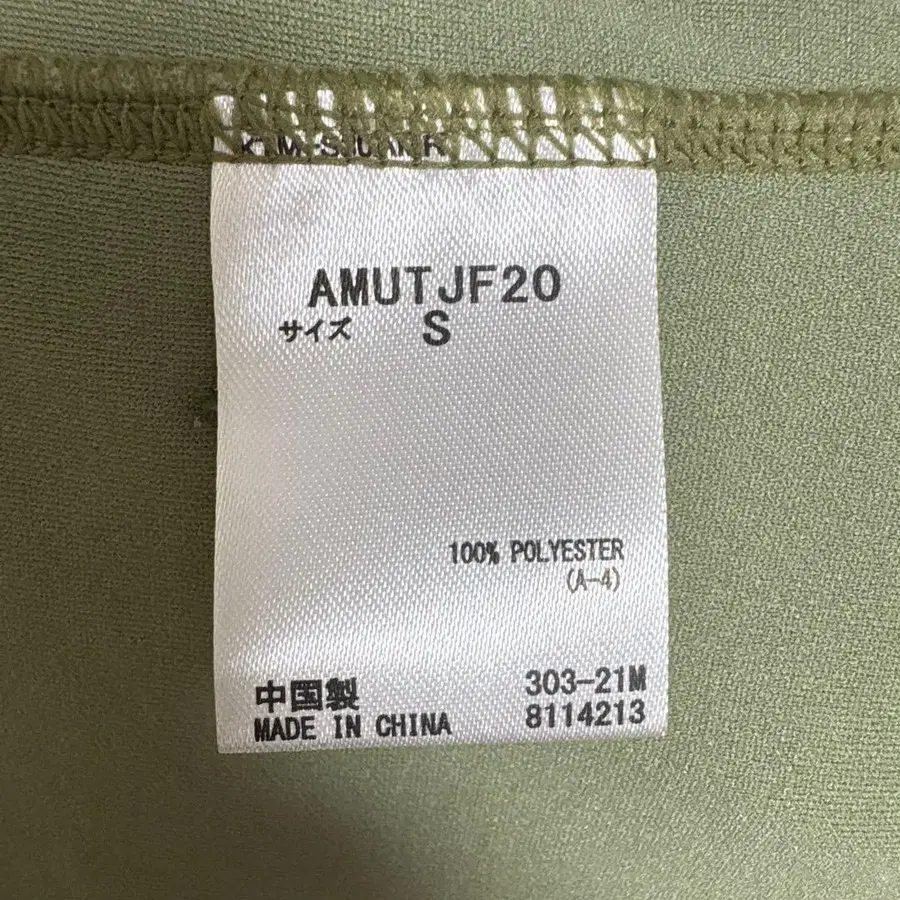 AMUTJF20
サイズ S
100% POLYESTER
(A-4)
中国製 303-21M
MADE IN CHINA 8114213